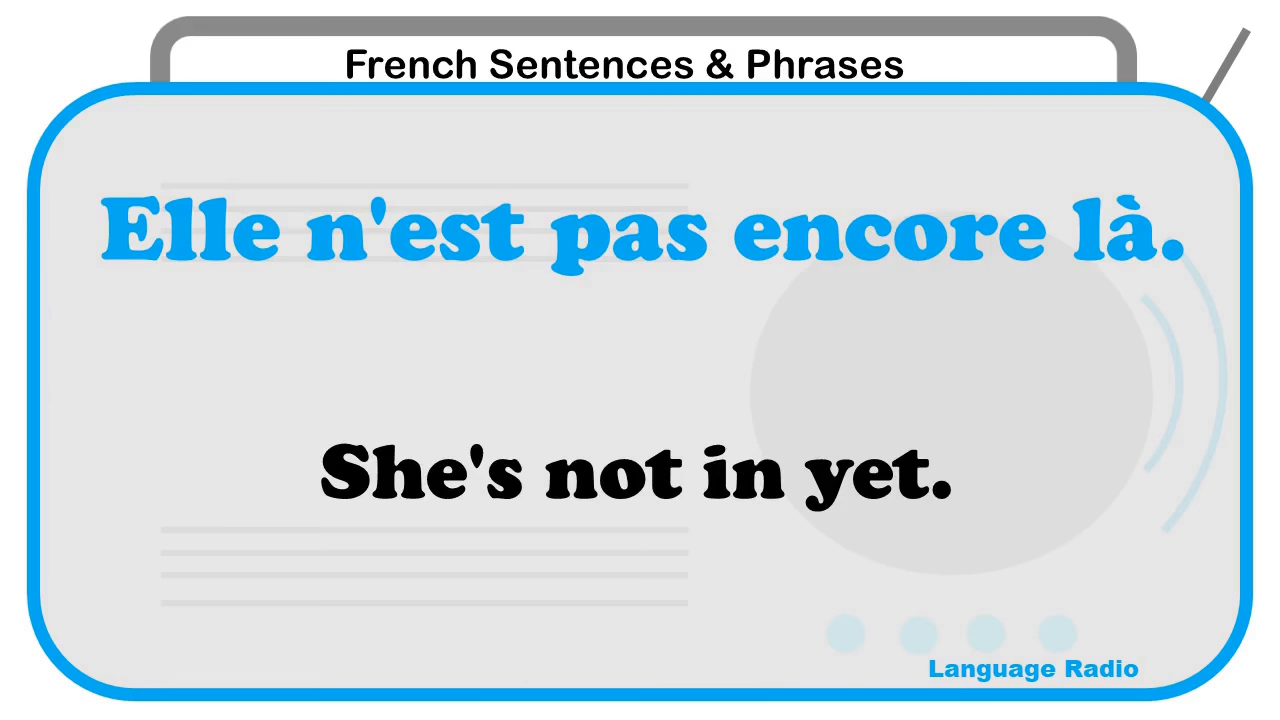 French Sentences & Phrases
Elle n'est pas encore là.
She's not in yet.
Language Radio